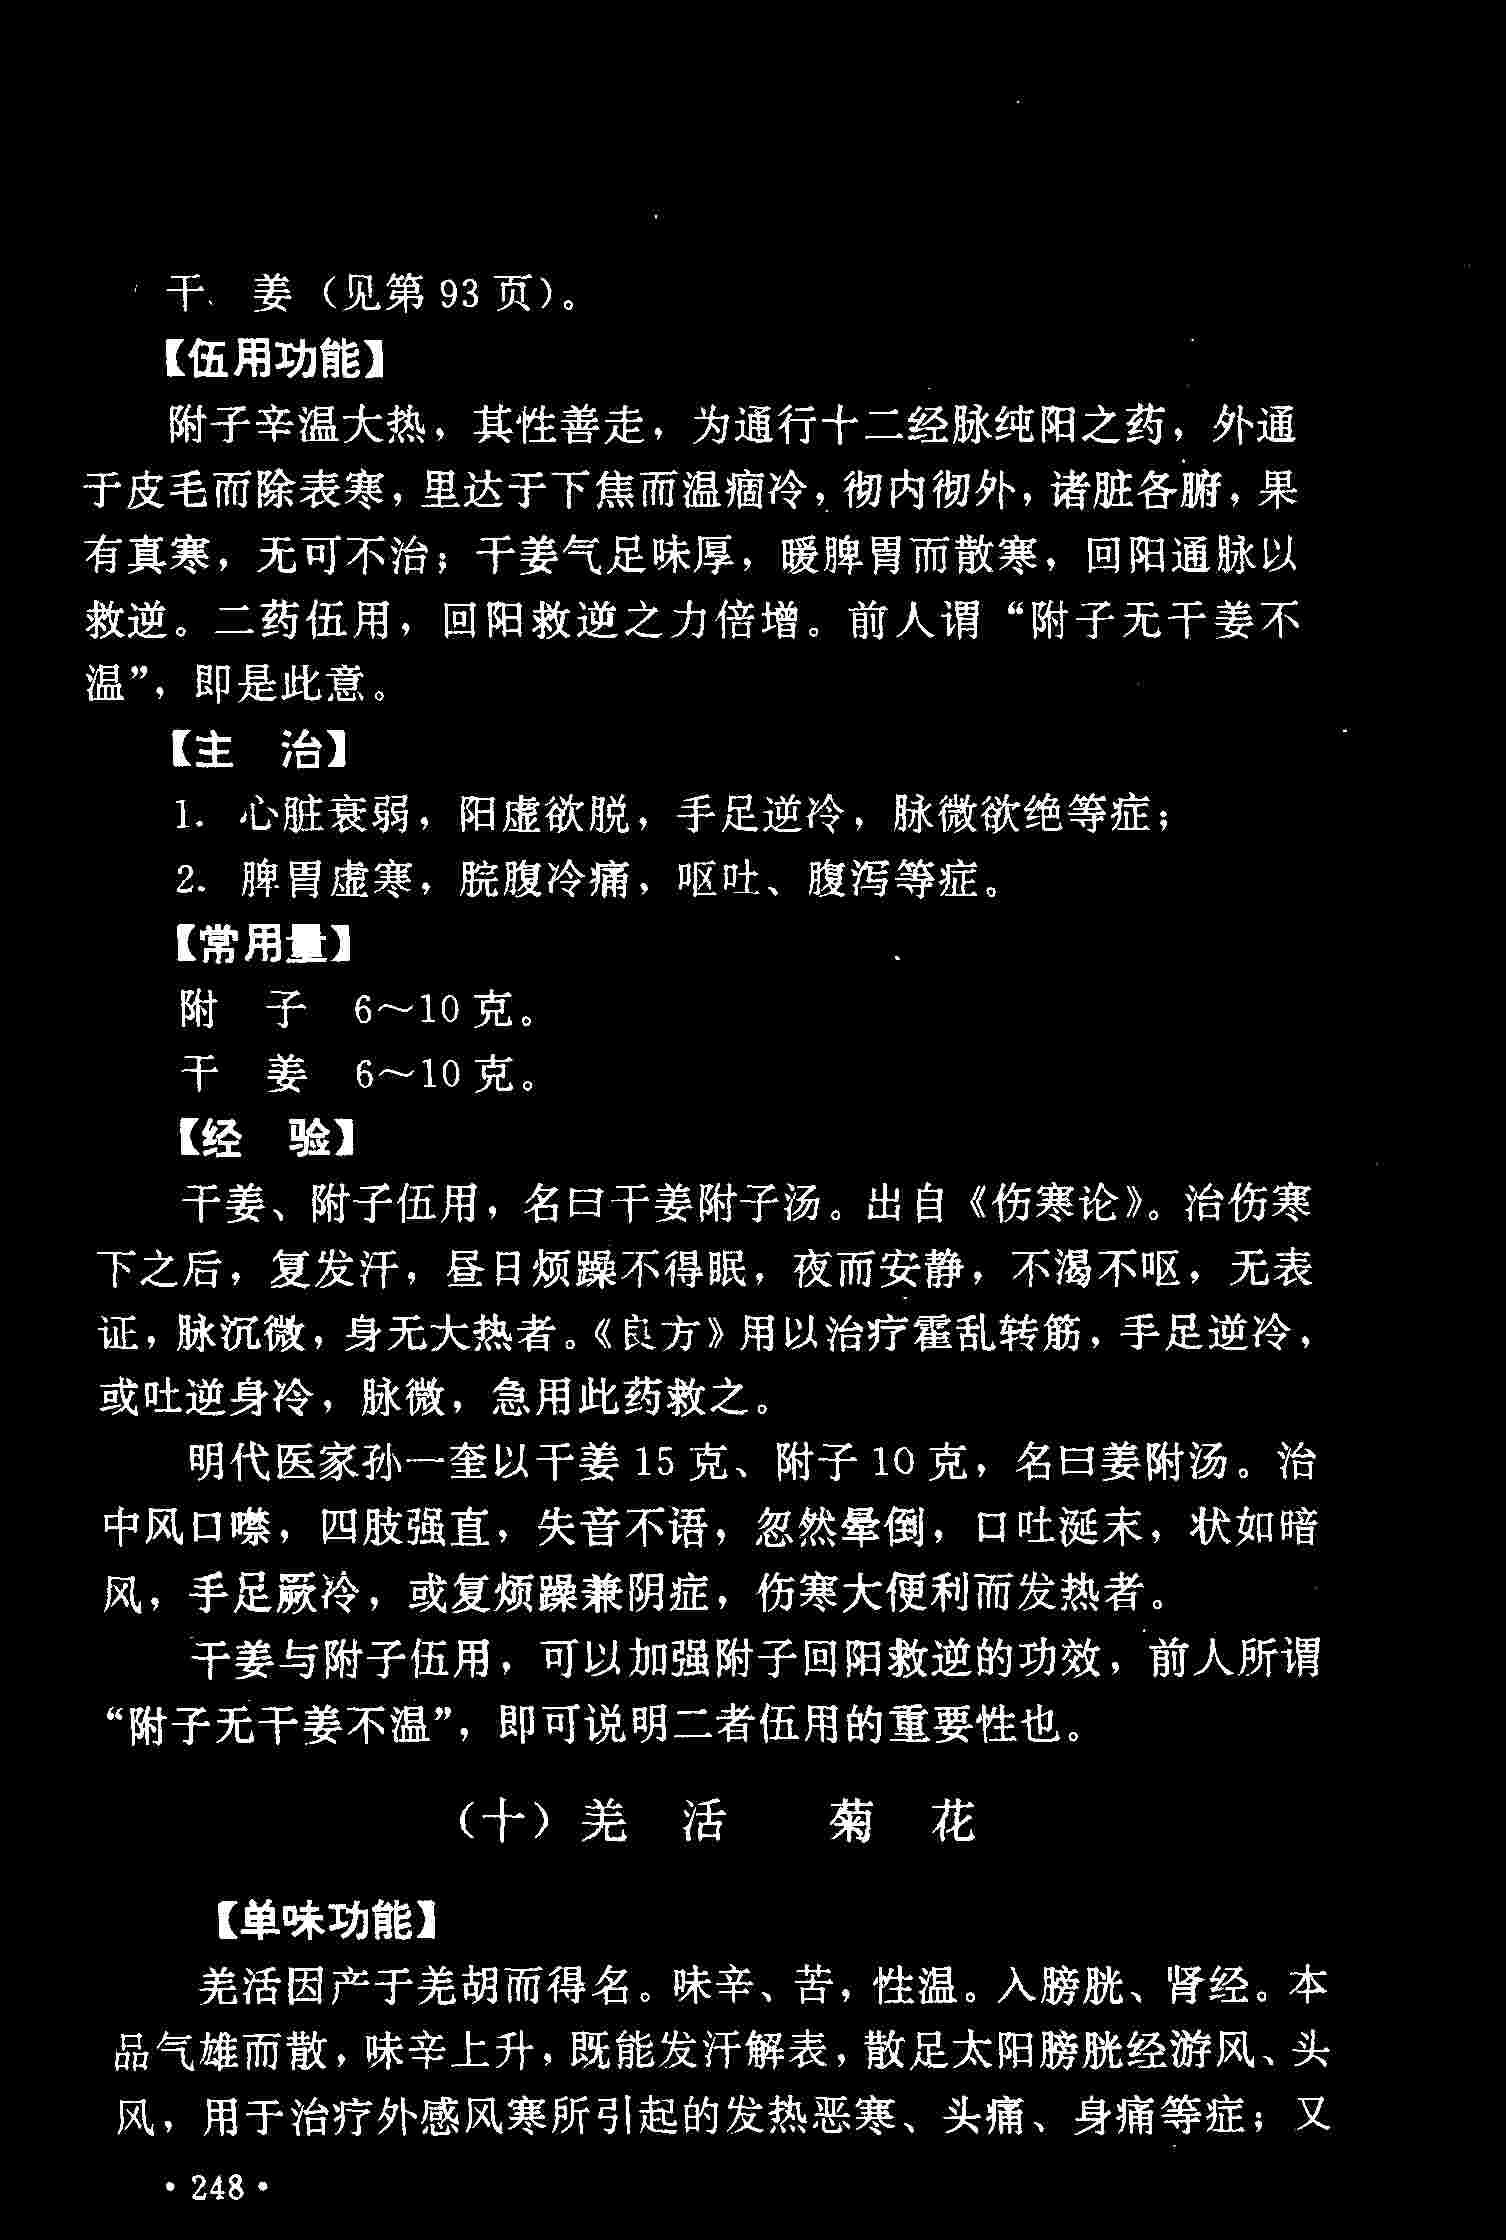 干　姜（见第 93 页）。
【伍用功能】
附子辛温大热，其性善走，为通行十二经脉纯阳之药，外通
于皮毛而除表寒，里达于下焦而温痼冷，彻内彻外，诸脏各腑，果
有真寒，无可不治；干姜气足味厚，暖脾胃而散寒，回阳通脉以
救逆。二药伍用，回阳救逆之力倍增。前人谓“附子无干姜不
温”，即是此意。
【主　治】
1. 心脏衰弱，阳虚欲脱，手足逆冷，脉微欲绝等症；
2. 脾胃虚寒，脘腹冷痛，呕吐、腹泻等症。
【常用量】
附　子　6～10 克。
干　姜　6～10 克。
【经　验】
干姜、附子伍用，名曰干姜附子汤。出自《伤寒论》。治伤寒
下之后，复发汗，昼日烦躁不得眠，夜而安静，不渴不呕，无表
证，脉沉微，身无大热者。《良方》用以治疗霍乱转筋，手足逆冷，
或吐逆身冷，脉微，急用此药救之。
明代医家孙一奎以干姜 15 克、附子 10 克，名曰姜附汤。治
中风口噤，四肢强直，失音不语，忽然晕倒，口吐涎末，状如暗
风，手足厥冷，或复烦躁兼阴症，伤寒大便利而发热者。
干姜与附子伍用，可以加强附子回阳救逆的功效，前人所谓
“附子无干姜不温”，即可说明二者伍用的重要性也。
（十）羌　活　　菊　花
【单味功能】
羌活因产于羌胡而得名。味辛、苦，性温。入膀胱、肾经。本
品气雄而散，味辛上升，既能发汗解表，散足太阳膀胱经游风、头
风，用于治疗外感风寒所引起的发热恶寒、头痛、身痛等症；又
·248·